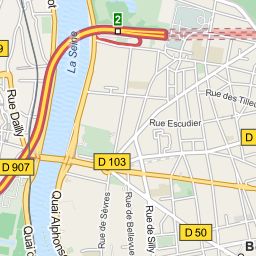 ot
2
La Seine
9
Rue Dailly
Rue des Tilleu
Rue Escudier
D
D 907
D 103
Quai
Quai Alphons
Rue de Sèvres
Rue de Bellevue
Rue de Silly
D 50
B